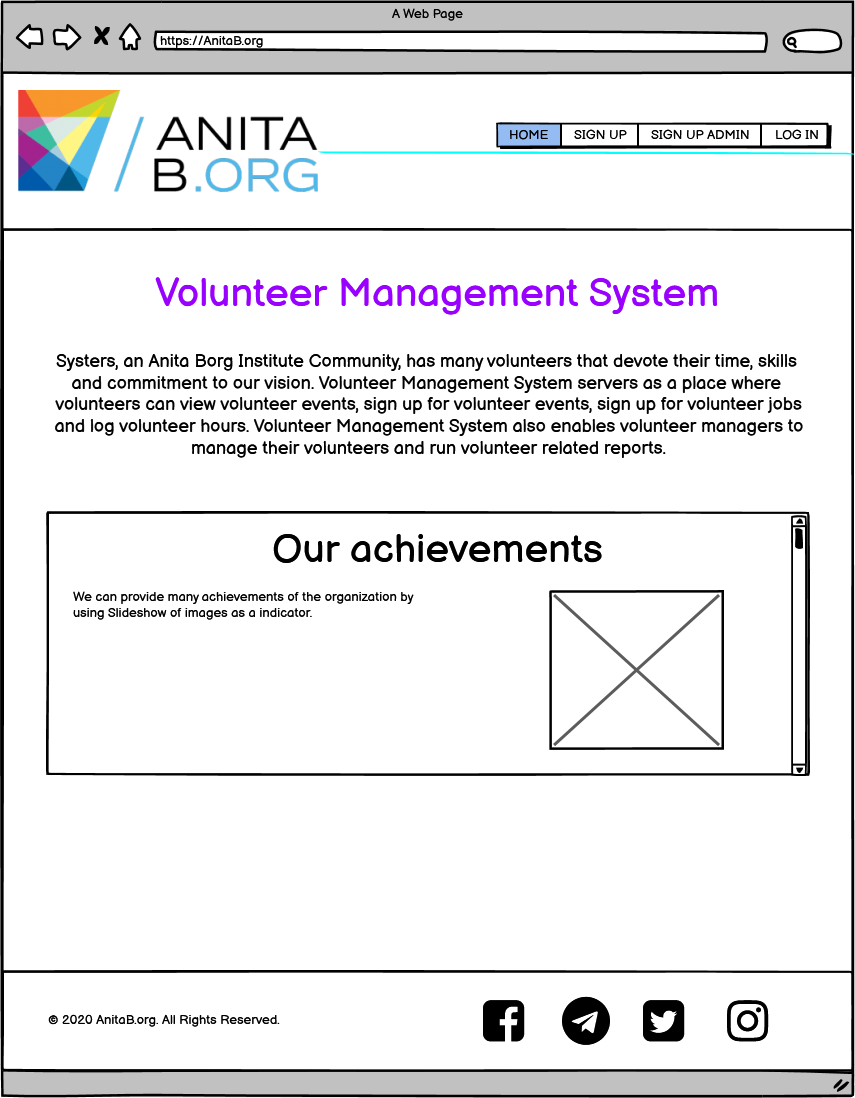 A Web Page
https://AnitaB.org
ANITA
B.ORG
HOME SIGN UP SIGN UP ADMIN LOG IN
Volunteer Management System
Systers, an Anita Borg Institute Community, has many volunteers that devote their time, skills
and commitment to our vision. Volunteer Management System servers as a place where
volunteers can view volunteer events, sign up for volunteer events, sign up for volunteer jobs
and log volunteer hours. Volunteer Management System also enables volunteer managers to
manage their volunteers and run volunteer related reports.
Our achievements
We can provide many achievements of the organization by
using Slideshow of images as a indicator.
© 2020 AnitaB.org. All Rights Reserved.